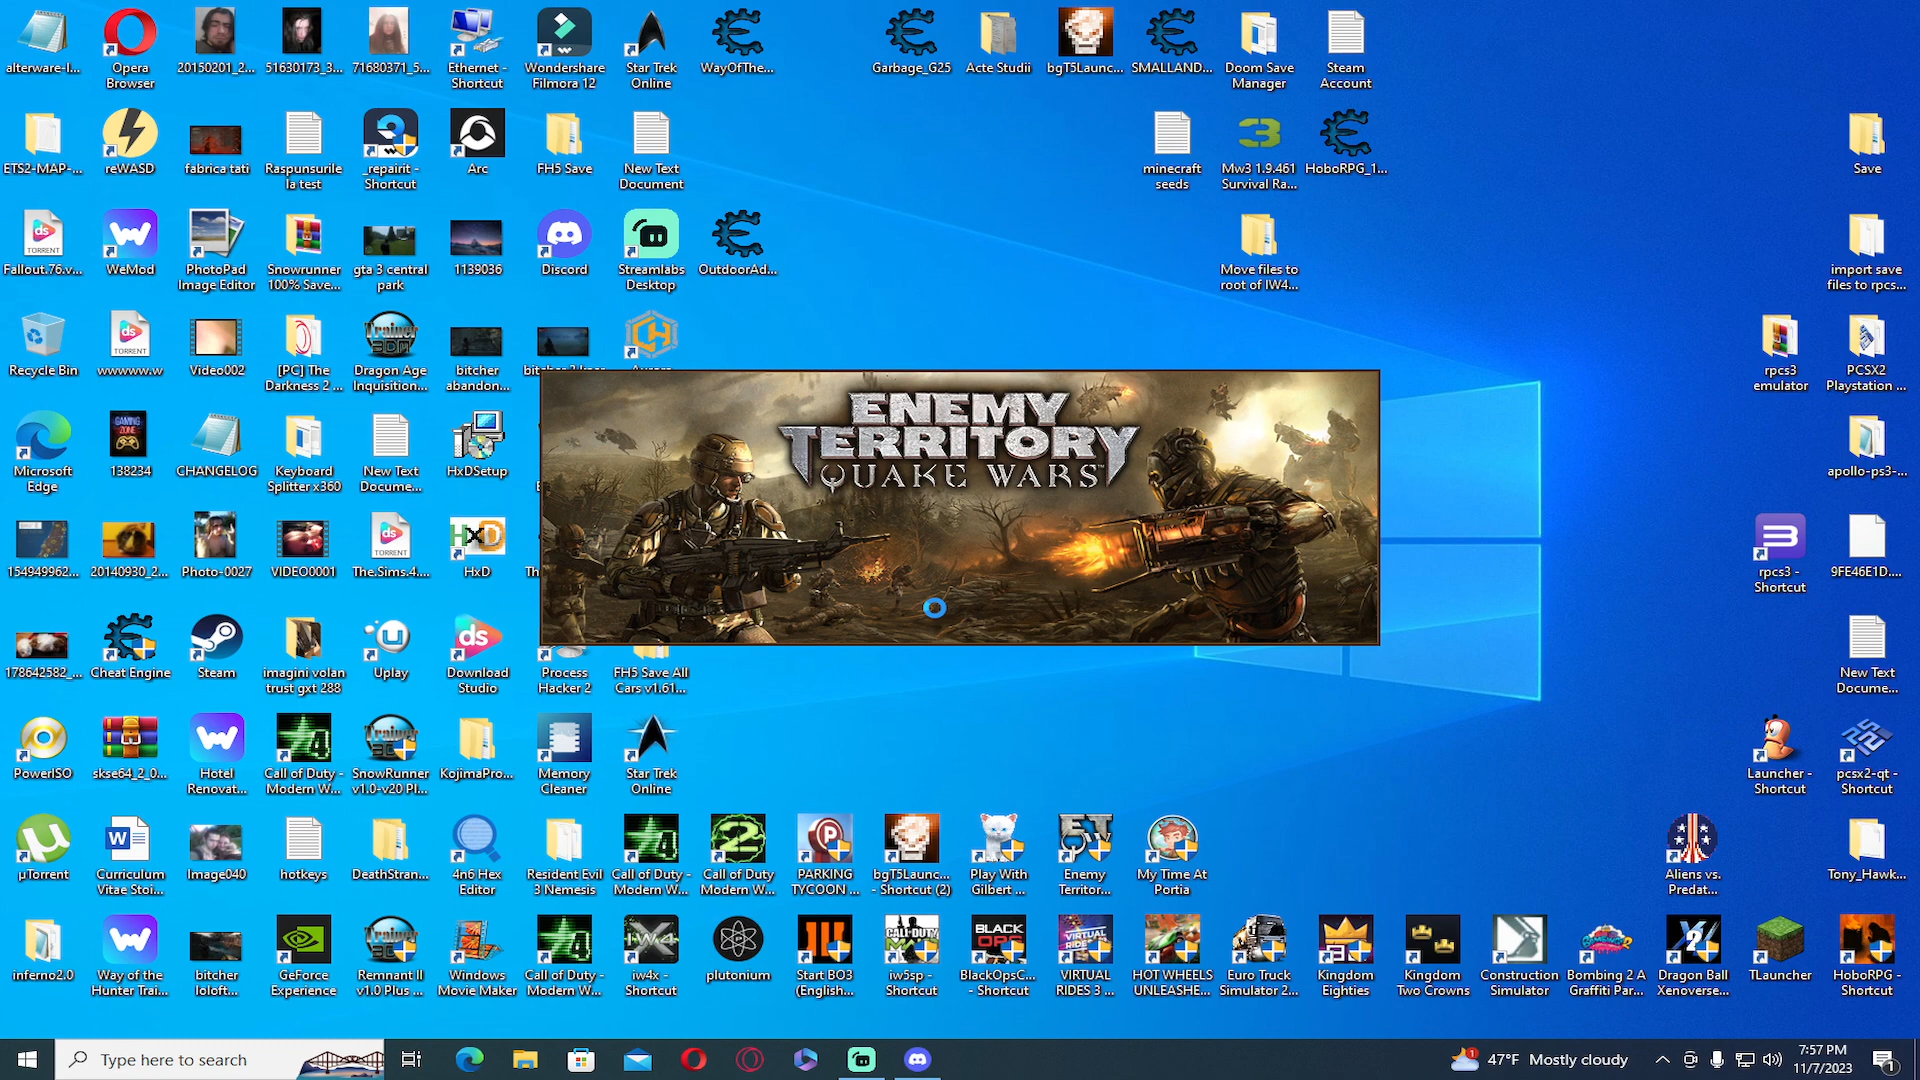 alterware-l...
Opera
Browser
20150201_2...
51630173_3...
71680371_5...
Ethernet -
Shortcut
Wondershare
Filmora 12
Star Trek
Online
WayOfThe...
Garbage_G25
Acte Studii
bgT5Launc...
SMALLAND...
Doom Save
Manager
Steam
Account
ETS2-MAP-...
reWASD
fabrica tati
Raspunsurile
la test
_repairit -
Shortcut
Arc
FH5 Save
New Text
Document
minecraft
seeds
Mw3 1.9.461
Survival Ra...
HoboRPG_1...
Save
TORRENT
Fallout.76.v...
WeMod
PhotoPad
Image Editor
Snowrunner
100% Save...
gta 3 central
park
1139036
Discord
Streamlabs
Desktop
OutdoorAd...
Move files to
root of IW4...
import save
files to rpcs...
Recycle Bin
TORRENT
wwwww.w
Video002
[PC] The
Darkness 2 ...
Dragon Age
Inquisition...
bitcher
abandon...
rpcs3
emulator
PCSX2
Playstation ...
ENEMY
TERRITORY
QUAKE WARS™
Microsoft
Edge
138234
CHANGELOG
Keyboard
Splitter x360
New Text
Docume...
HxDSetup
apollo-ps3-...
154949962...
20140930_2...
Photo-0027
VIDEO0001
TORRENT
The.Sims.4....
HxD
rpcs3 -
Shortcut
9FE46E1D....
178642582_...
Cheat Engine
Steam
imagini volan
trust gxt 288
Uplay
Download
Studio
Process
Hacker 2
FH5 Save All
Cars v1.61...
New Text
Docume...
PowerISO
skse64_2_0...
Hotel
Renovat...
Call of Duty -
Modern W...
SnowRunner
v1.0-v20 Pl...
KojimaPro...
Memory
Cleaner
Star Trek
Online
Launcher -
Shortcut
pcsx2-qt -
Shortcut
µTorrent
Curriculum
Vitae Stoi...
Image040
hotkeys
DeathStran...
4n6 Hex
Editor
Resident Evil
3 Nemesis
Call of Duty -
Modern W...
Call of Duty
Modern W...
PARKING
TYCOON ...
bgT5Launc...
- Shortcut (2)
Play With
Gilbert ...
Enemy
Territor...
My Time At
Portia
Aliens vs.
Predat...
Tony_Hawk...
inferno2.0
Way of the
Hunter Trai...
bitcher
loloft...
GeForce
Experience
Remnant II
v1.0 Plus ...
Windows
Movie Maker
Call of Duty -
Modern W...
iw4x -
Shortcut
plutonium
Start BO3
(English...
iw5sp -
Shortcut
BlackOpsC...
- Shortcut
VIRTUAL
RIDES 3 ...
HOT WHEELS
UNLEASHE...
Euro Truck
Simulator 2...
Kingdom
Eighties
Kingdom
Two Crowns
Construction
Simulator
Bombing 2 A
Graffiti Par...
Dragon Ball
Xenoverse...
TLauncher
HoboRPG -
Shortcut
Type here to search
47°F Mostly cloudy
7:57 PM
11/7/2023